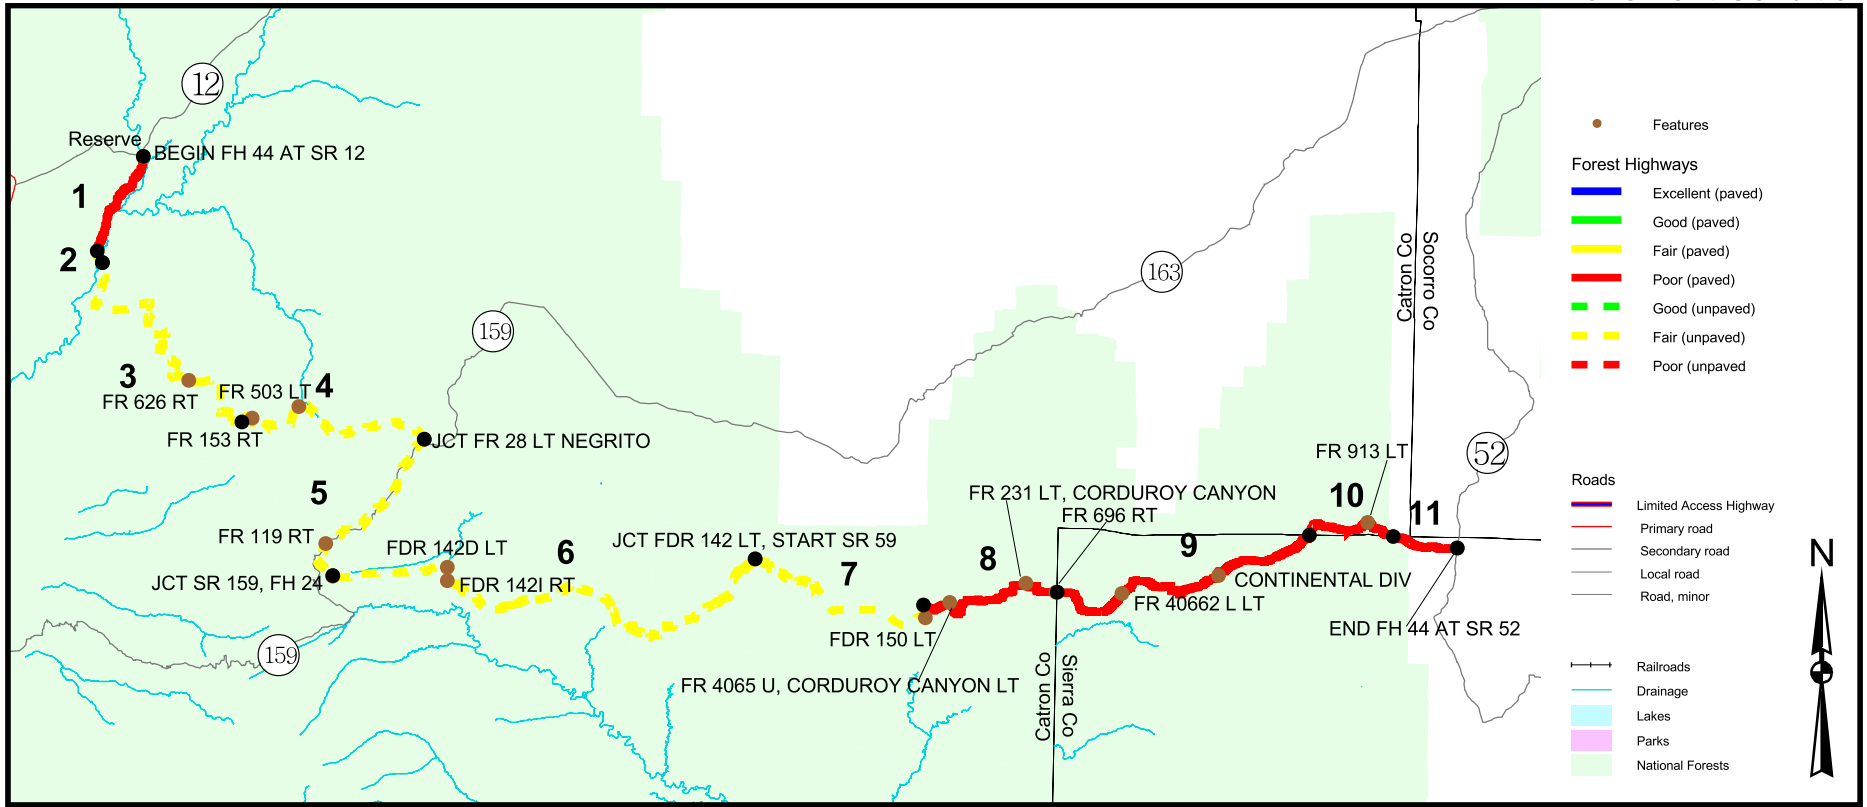 12
Reserve
BEGIN FH 44 AT SR 12
1
2
163
159
3
FR 626 RT
FR 503 LT
4
FR 153 RT
JCT FR 28 LT NEGRITO
5
FR 119 RT
FDR 142D LT
JCT SR 159, FH 24
FDR 142I RT
6
JCT FDR 142 LT, START SR 59
7
FDR 150 LT
159
FR 4065 U, CORDUROY CANYON LT
8
FR 231 LT, CORDUROY CANYON
FR 696 RT
9
CONTINENTAL DIV
FR 40662 L LT
FR 913 LT
10
11
52
END FH 44 AT SR 52
Catron Co
Socorro Co
Catron Co
Sierra Co
Features
Forest Highways
Excellent (paved)
Good (paved)
Fair (paved)
Poor (paved)
Good (unpaved)
Fair (unpaved)
Poor (unpaved
Roads
Limited Access Highway
Primary road
Secondary road
Local road
Road, minor
Railroads
Drainage
Lakes
Parks
National Forests
N